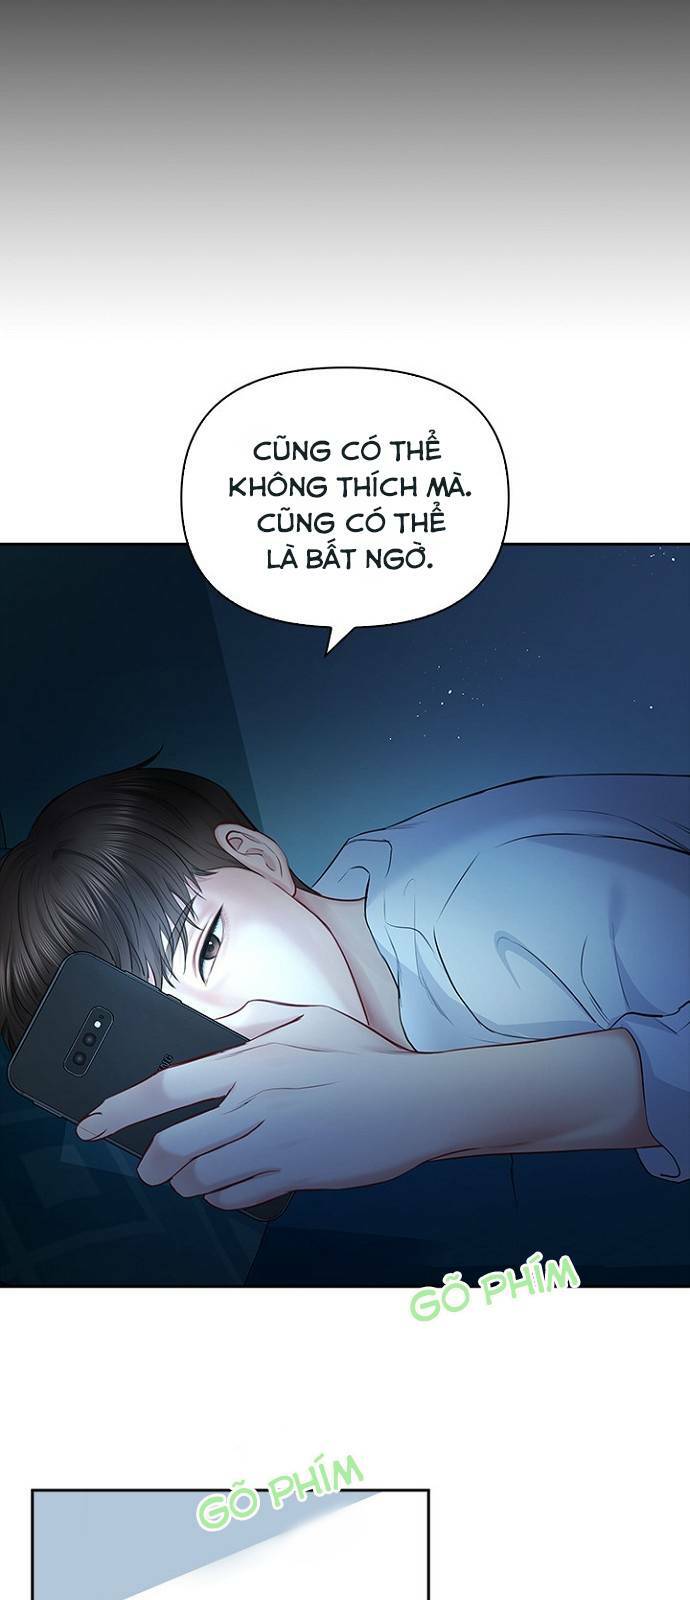 CŨNG CÓ THỂ
KHÔNG THÍCH MÀ.
CŨNG CÓ THỂ
LÀ BẤT NGỜ.
GÕ PHÍM
GÕ PHÍM